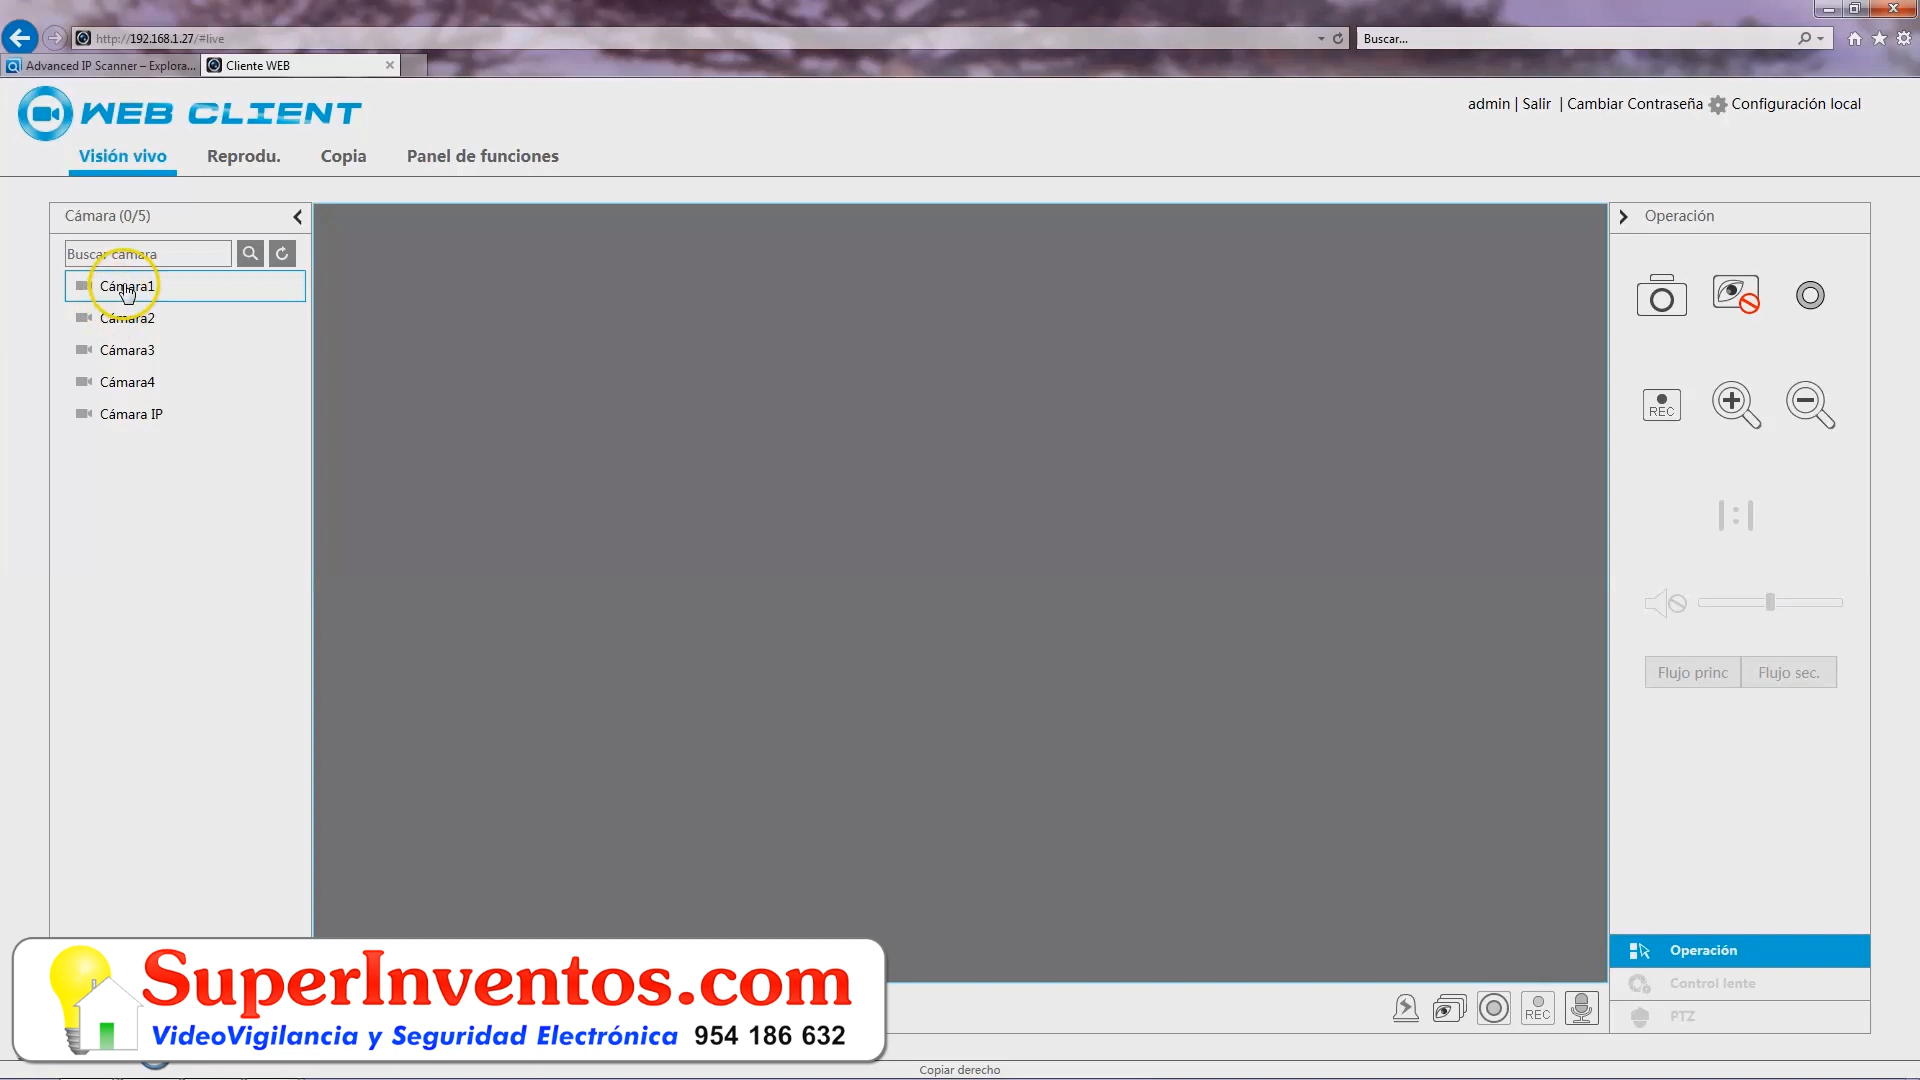 http://192.168.1.27/#live
Buscar...
Advanced IP Scanner – Explora...
Cliente WEB
WEB CLIENT
admin | Salir | Cambiar Contraseña Configuración local
Visión vivo Reprodu. Copia Panel de funciones
Cámara (0/5)
Operación
Buscar cámara
Cámara1
Cámara2
Cámara3
Cámara4
Cámara IP
REC
Flujo princ Flujo sec.
Operación
Control lente
PTZ
REC
SuperInventos.com
VideoVigilancia y Seguridad Electrónica 954 186 632
Copiar derecho